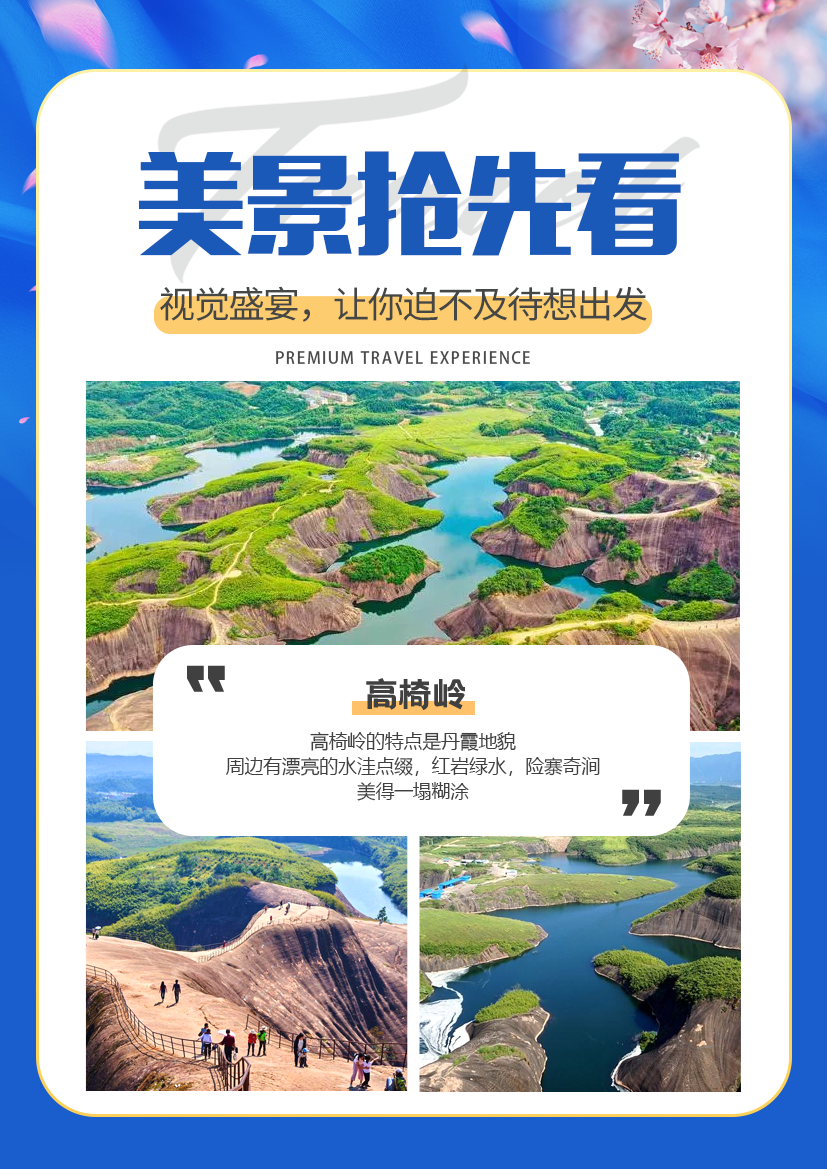 Travel
美景抢先看
视觉盛宴，让你迫不及待想出发
PREMIUM TRAVEL EXPERIENCE
高椅岭
高椅岭的特点是丹霞地貌
周边有漂亮的水洼点缀，红岩绿水，险寨奇涧
美得一塌糊涂